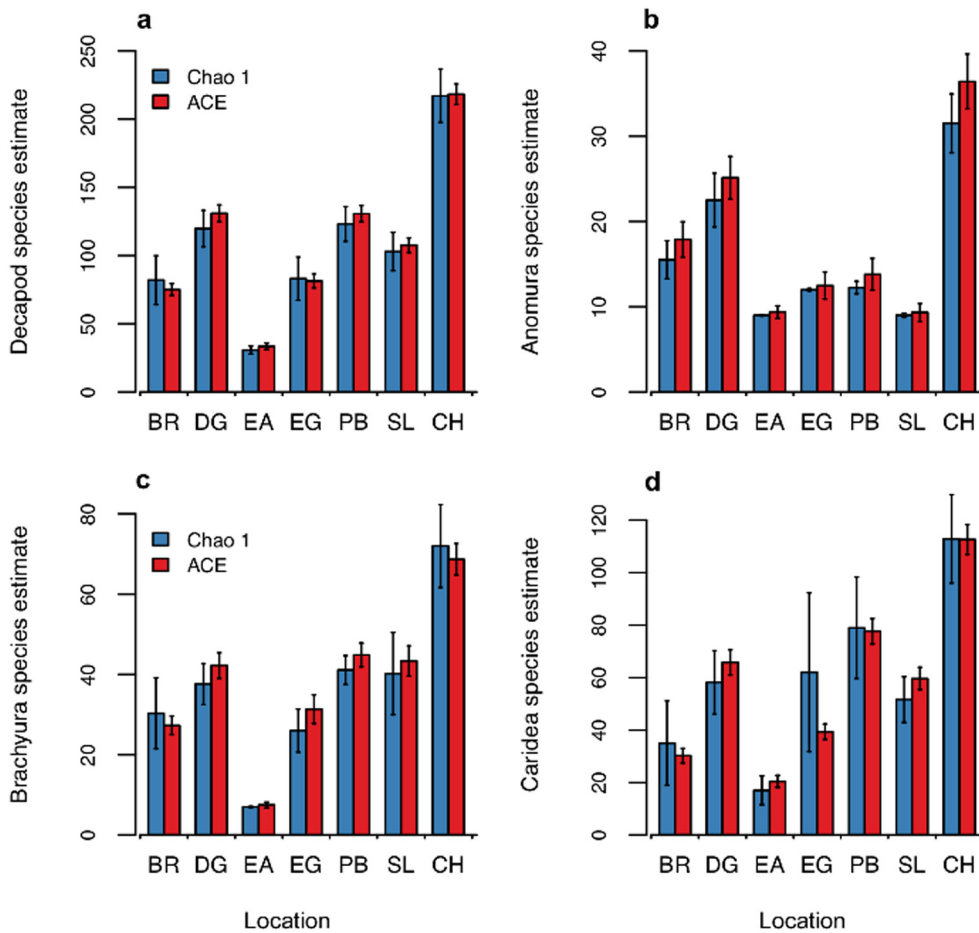 a
Decapod species estimate
0 50 100 150 200 250
Chao 1
ACE
BR DG EA EG PB SL CH
b
Anomura species estimate
0 10 20 30 40
BR DG EA EG PB SL CH
c
Brachyura species estimate
0 20 40 60 80
Chao 1
ACE
BR DG EA EG PB SL CH
Location
d
Caridea species estimate
0 20 40 60 80 100 120
BR DG EA EG PB SL CH
Location